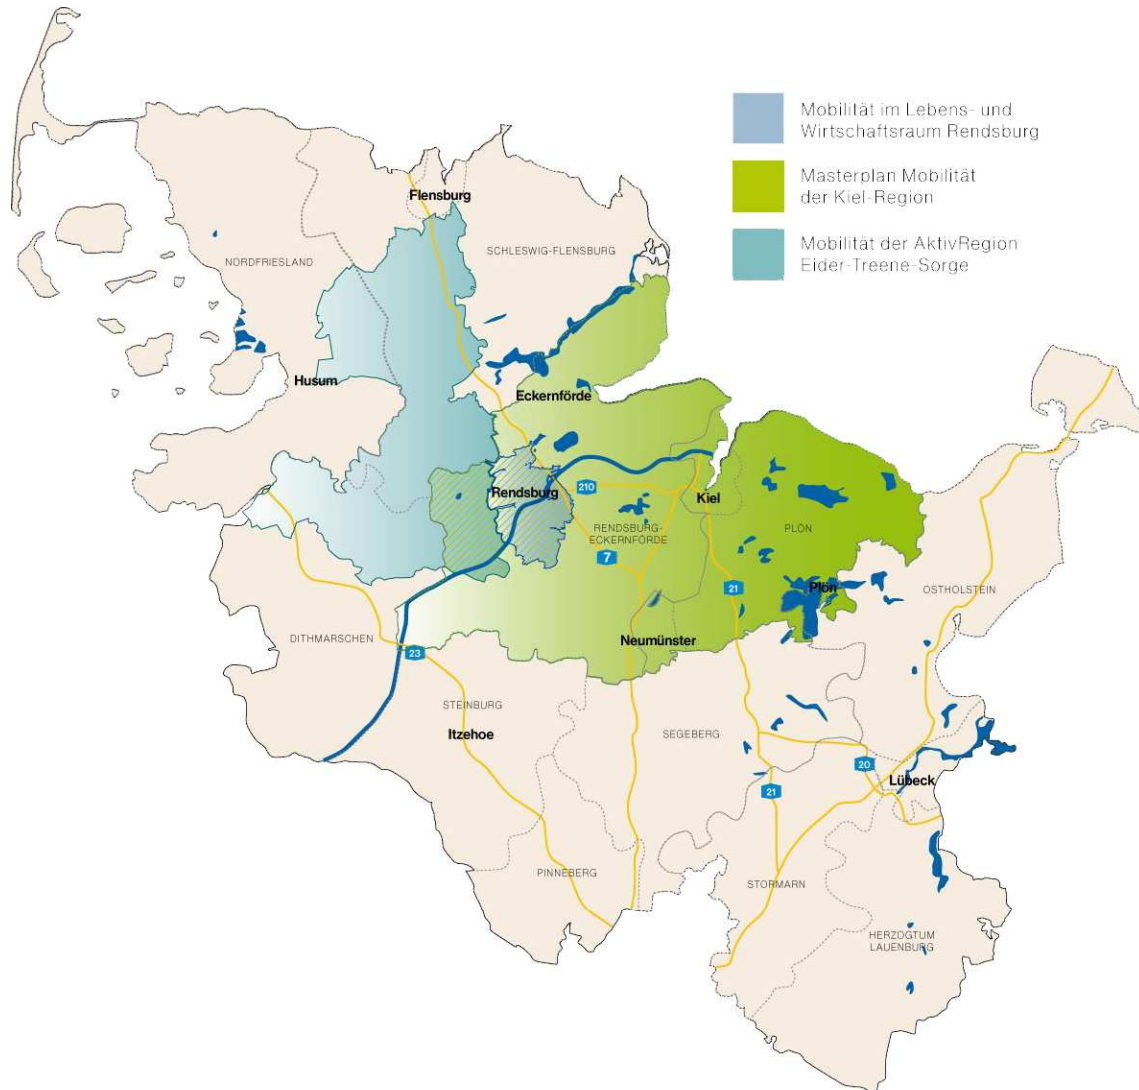 Mobilität im Lebens- und
Wirtschaftsraum Rendsburg
Masterplan Mobilität
der Kiel-Region
Mobilität der AktivRegion
Eider-Treene-Sorge
Flensburg
SCHLESWIG-FLENSBURG
NORDFRIESLAND
Husum
Eckernförde
Rendsburg
210
Kiel
RENDSBURG-
ECKERNFÖRDE
PLÖN
7
21
Plön
OSTHOLSTEIN
DITHMARSCHEN
Neumünster
23
STEINBURG
Itzehoe
SEGEBERG
20
Lübeck
21
PINNEBERG
STORMARN
HERZOGTUM
LAUENBURG